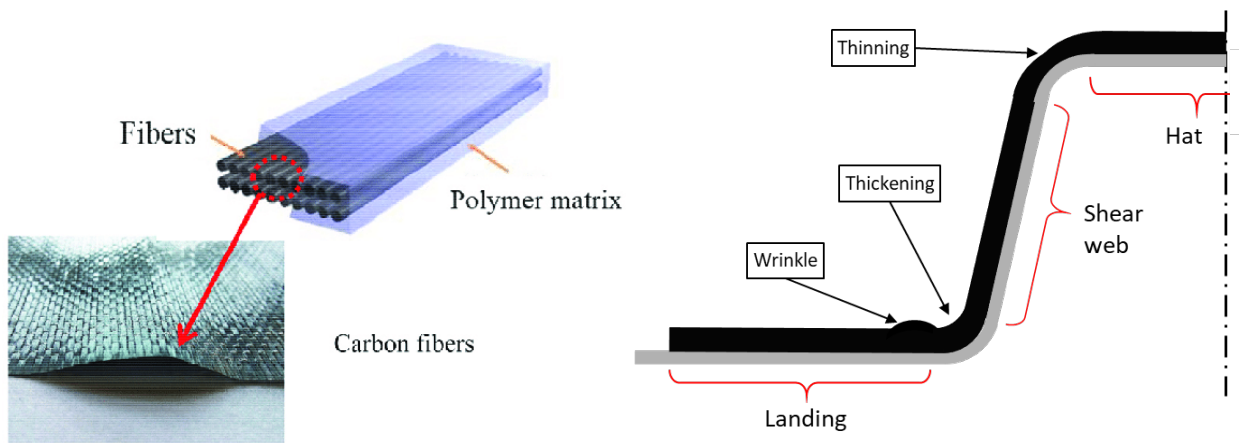 Fibers
Polymer matrix
Carbon fibers
Thinning
Hat
Thickening
Shear
web
Wrinkle
Landing